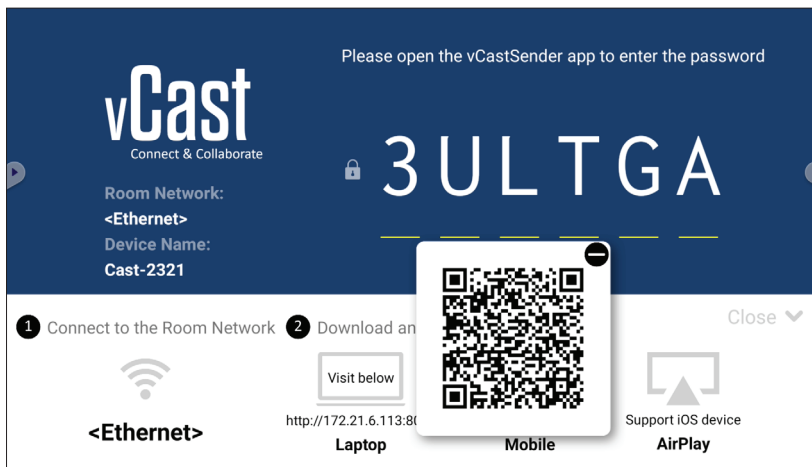 Please open the vCastSender app to enter the password
vCast
Connect & Collaborate
3ULTGA
Room Network:
<Ethernet>
Device Name:
Cast-2321
1 Connect to the Room Network
2 Download an
Close
Visit below
<Ethernet>
http://172.21.6.113:80
Laptop
Mobile
Support iOS device
AirPlay